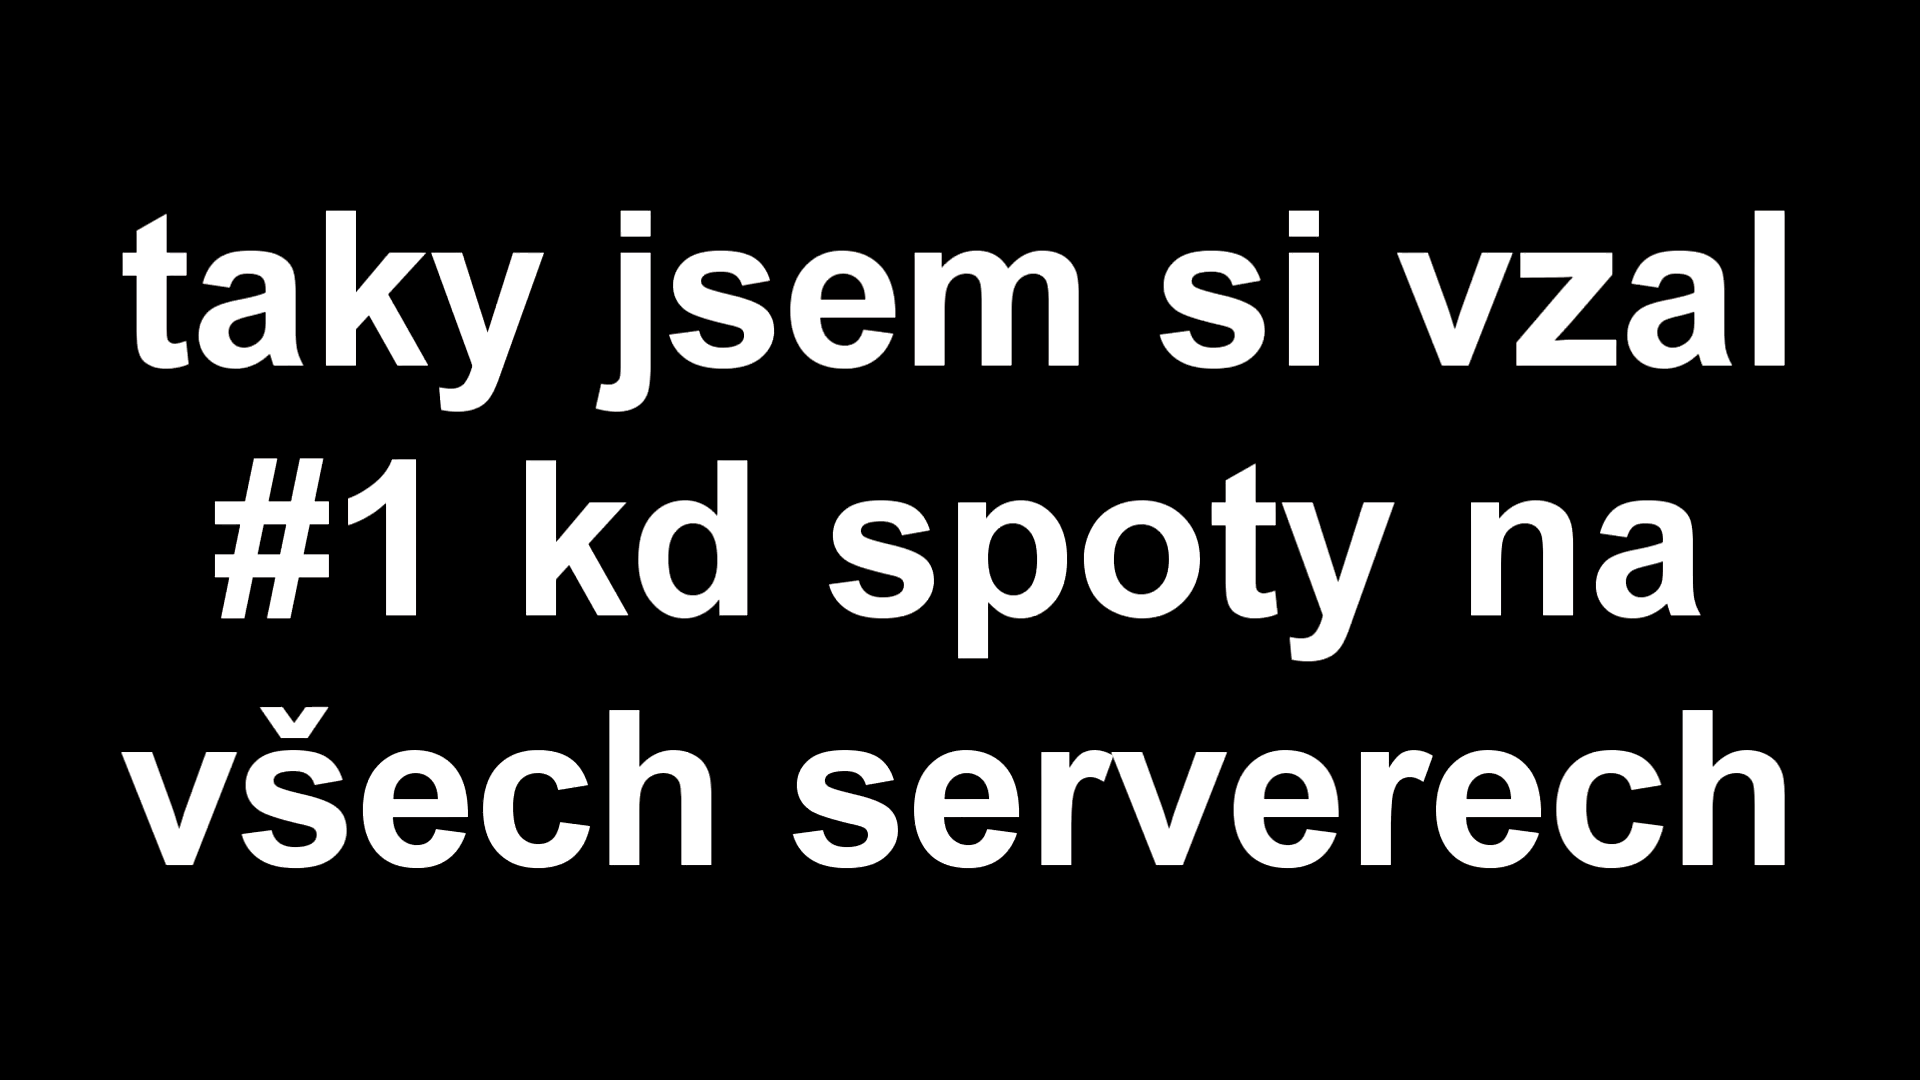 taky jsem si vzal
#1 kd spoty na
všech serverech